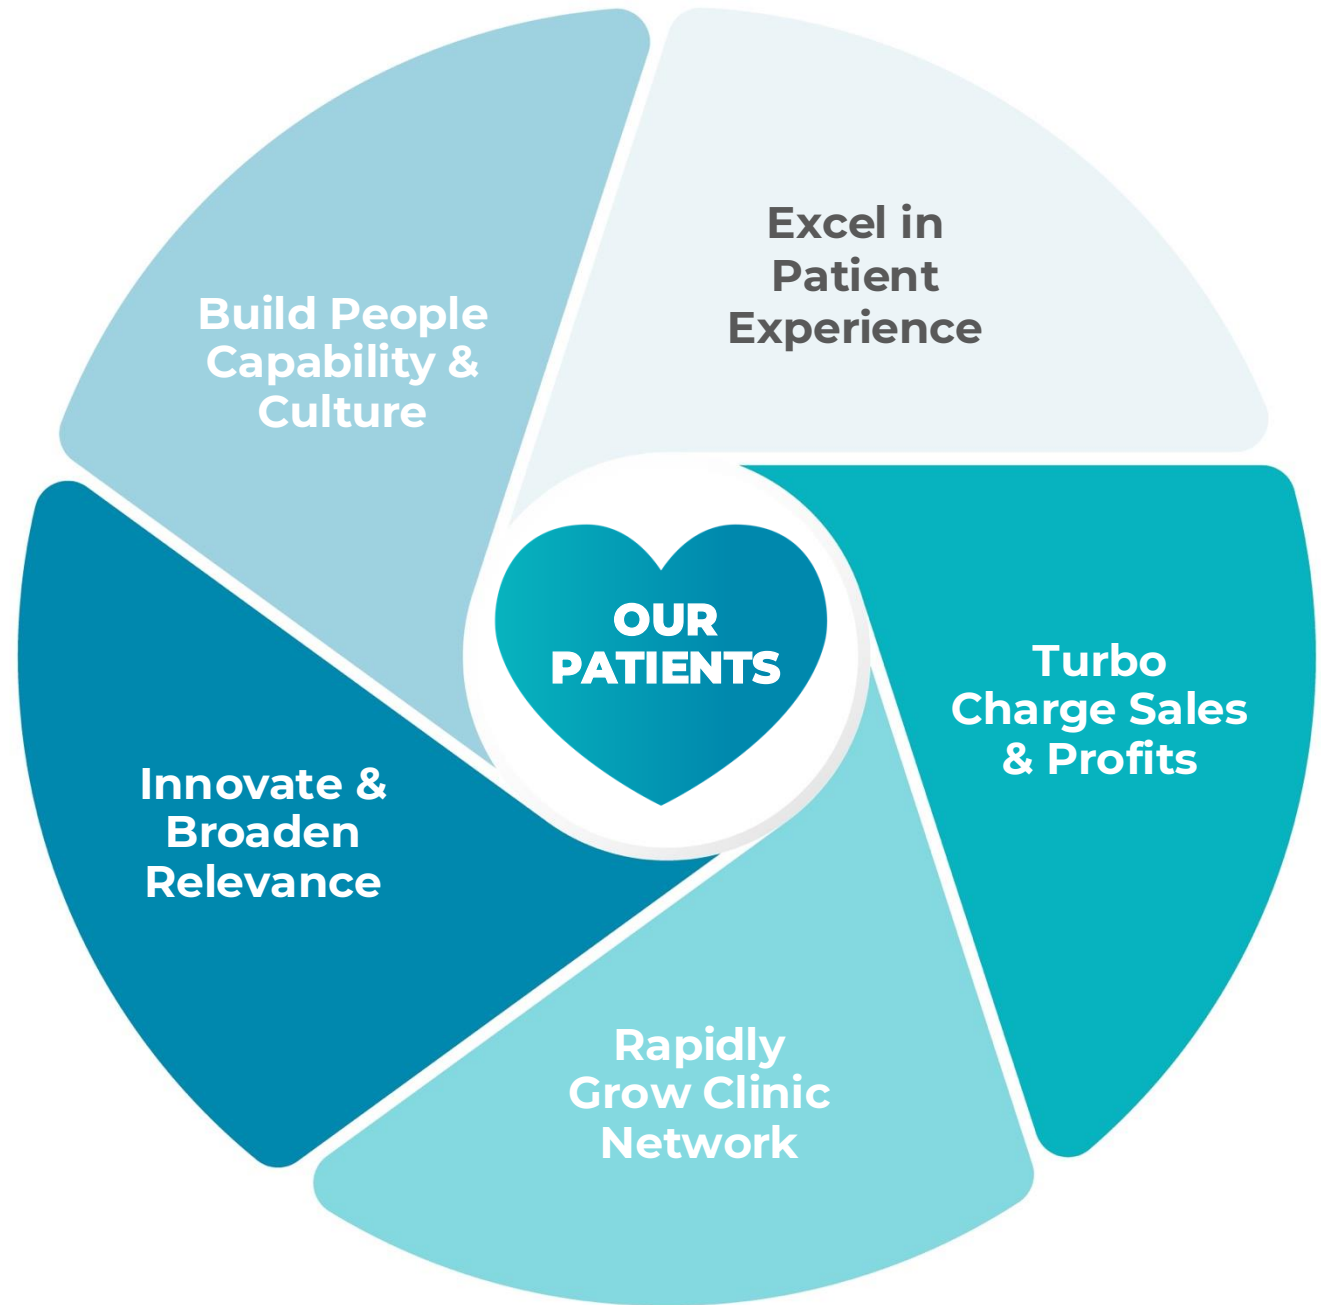 Excel in
Patient
Experience
Build People
Capability &
Culture
OUR
PATIENTS
Turbo
Charge Sales
& Profits
Innovate &
Broaden
Relevance
Rapidly
Grow Clinic
Network